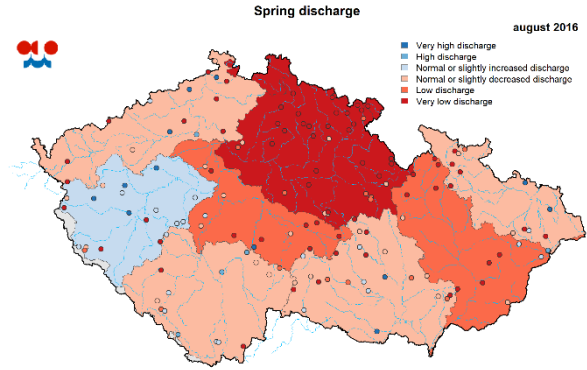 Spring discharge
august 2016
Very high discharge
High discharge
Normal or slightly increased discharge
Normal or slightly decreased discharge
Low discharge
Very low discharge